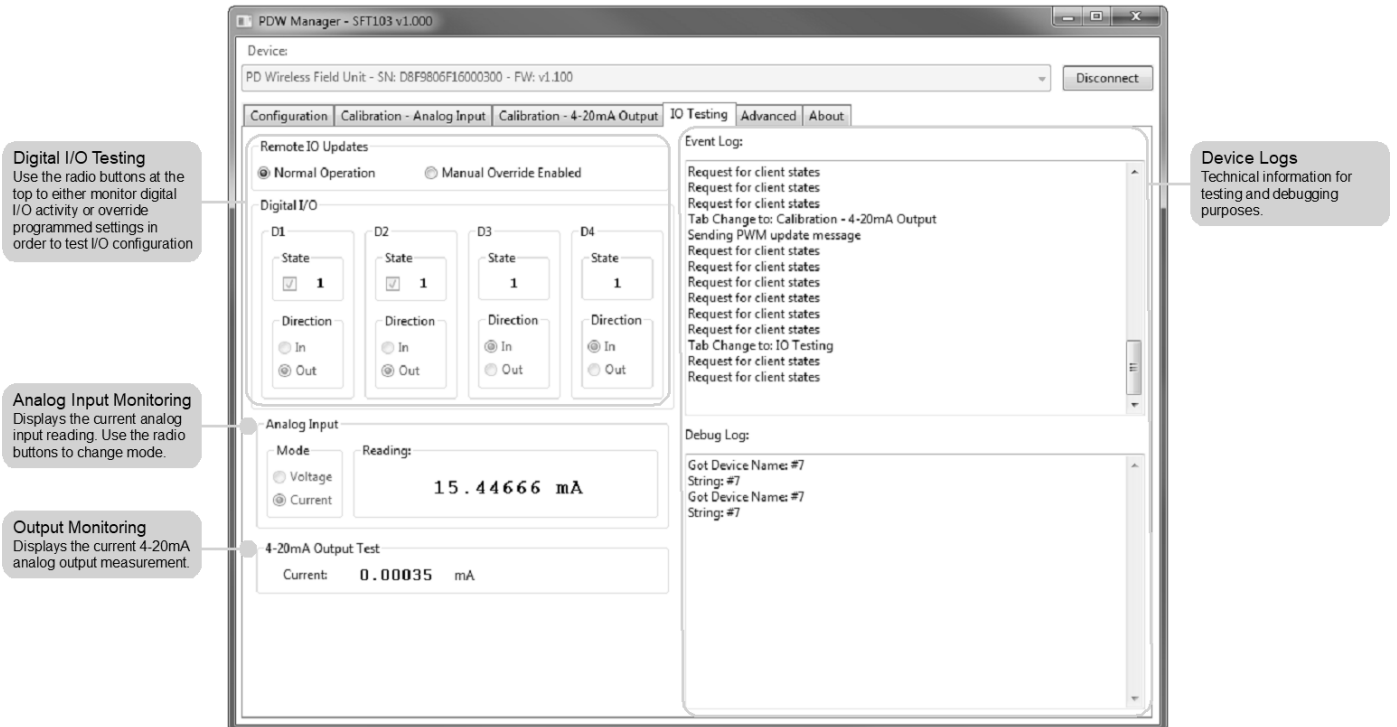 PDW Manager - SFT103 v1.000
Device:
PD Wireless Field Unit - SN: D8F9806F16000300 - FW: v1.100
Disconnect
Configuration
Calibration - Analog Input
Calibration - 4-20mA Output
IO Testing
Advanced
About
Digital I/O Testing
Use the radio buttons at the
top to either monitor digital
I/O activity or override
programmed settings in
order to test I/O configuration
Remote IO Updates
Normal Operation
Manual Override Enabled
Digital I/O
D1
State
1
Direction
In
Out
D2
State
1
Direction
In
Out
D3
State
1
Direction
In
Out
D4
State
1
Direction
In
Out
Analog Input Monitoring
Displays the current analog
input reading. Use the radio
buttons to change mode.
Analog Input
Mode
Voltage
Current
Reading:
15.44666 mA
Output Monitoring
Displays the current 4-20mA
analog output measurement.
4-20mA Output Test
Current: 0.00035 mA
Event Log:
Request for client states
Request for client states
Request for client states
Tab Change to: Calibration - 4-20mA Output
Sending PWM update message
Request for client states
Request for client states
Request for client states
Request for client states
Request for client states
Request for client states
Tab Change to: IO Testing
Request for client states
Request for client states
Debug Log:
Got Device Name: #7
String: #7
Got Device Name: #7
String: #7
Device Logs
Technical information for
testing and debugging
purposes.